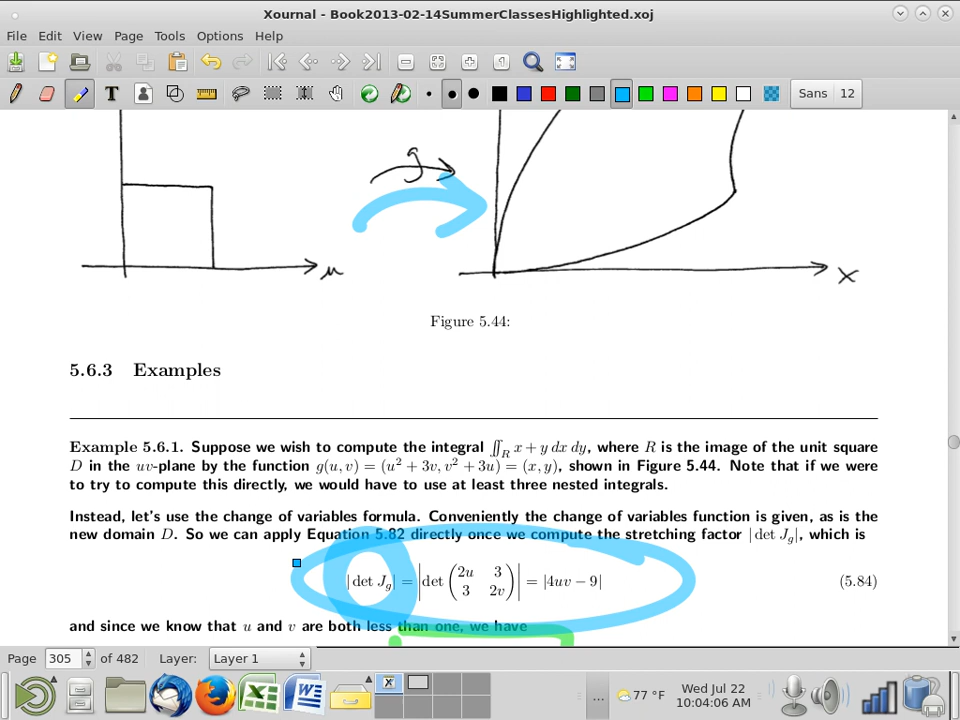 Xournal - Book2013-02-14SummerClassesHighlighted.xoj
File Edit View Page Tools Options Help
Sans 12
g
u
x
Figure 5.44:
5.6.3 Examples
Example 5.6.1. Suppose we wish to compute the integral ∬_R x + y dx dy, where R is the image of the unit square
D in the uv-plane by the function g(u, v) = (u² + 3v, v² + 3u) = (x, y), shown in Figure 5.44. Note that if we were
to try to compute this directly, we would have to use at least three nested integrals.
Instead, let's use the change of variables formula. Conveniently the change of variables function is given, as is the
new domain D. So we can apply Equation 5.82 directly once we compute the stretching factor |det J_g|, which is
|det J_g| = |det (2u 3
3 2v)| = |4uv − 9| (5.84)
and since we know that u and v are both less than one, we have
Page 305 of 482 Layer: Layer 1
... 77 °F Wed Jul 22
10:04:06 AM